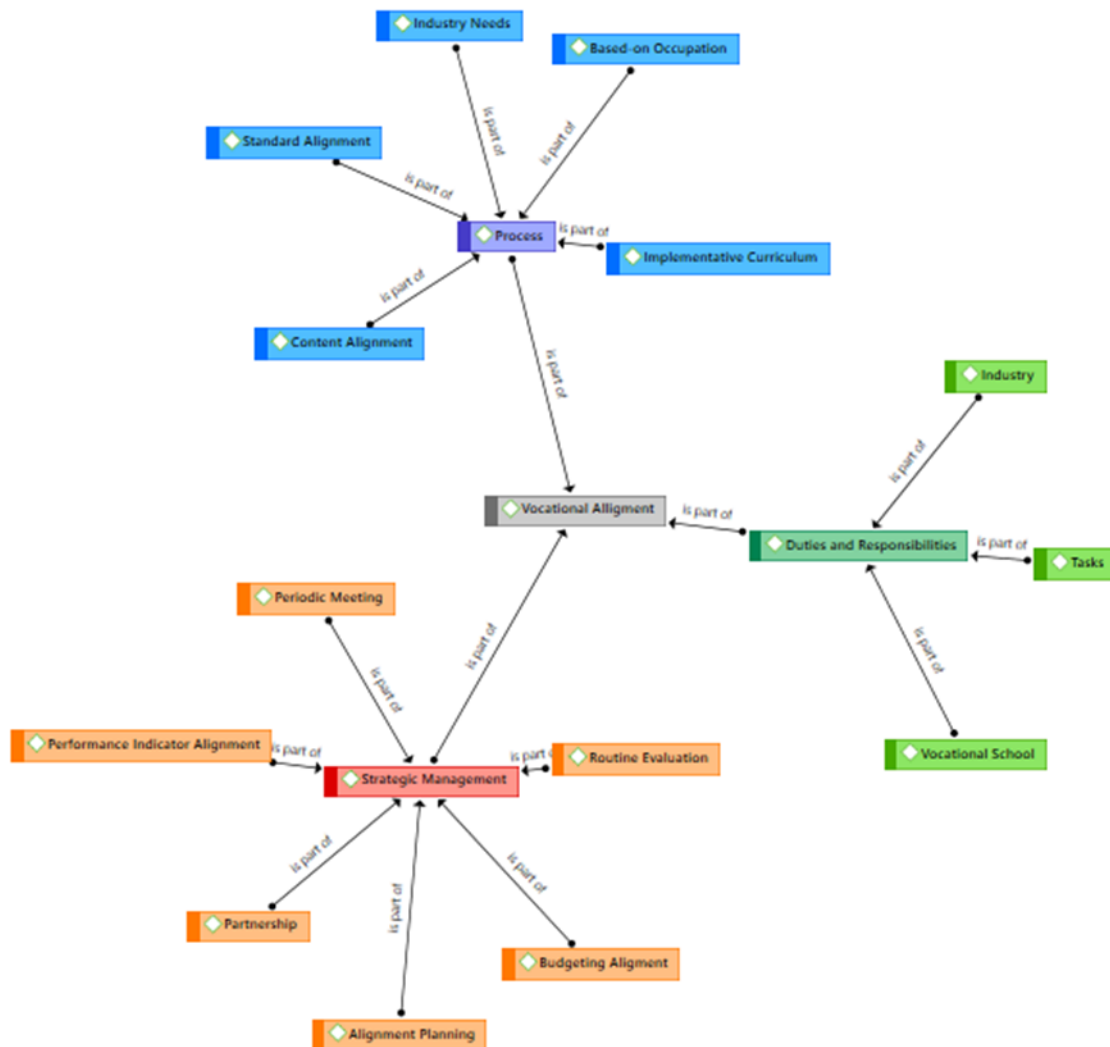 Industry Needs
Based-on Occupation
is part of
is part of
Standard Alignment
is part of
Process
is part of
Implementative Curriculum
is part of
Content Alignment
is part of
Industry
is part of
Vocational Alligment
is part of
Duties and Responsibilities
is part of
Tasks
Periodic Meeting
is part of
is part of
is part of
Performance Indicator Alignment
is part of
Strategic Management
is part of
Routine Evaluation
Vocational School
is part of
is part of
is part of
Partnership
Budgeting Aligment
Alignment Planning